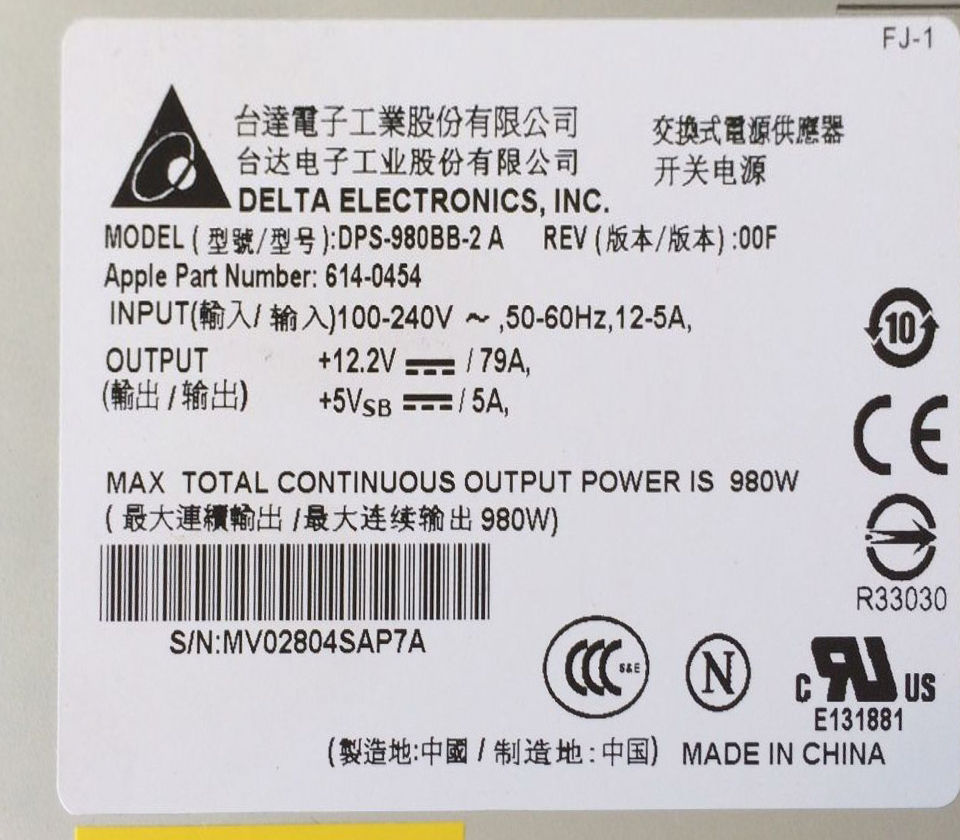 FJ-1
台達電子工業股份有限公司
交換式電源供應器
台达电子工业股份有限公司
开关电源
DELTA ELECTRONICS, INC.
MODEL ( 型號/型号 ):DPS-980BB-2 A REV (版本/版本) :00F
Apple Part Number: 614-0454
INPUT(輸入/ 输入)100-240V ~ ,50-60Hz,12-5A,
10
OUTPUT +12.2V ⎓ / 79A,
(輸出 / 输出) +5VSB ⎓ / 5A,
CE
MAX TOTAL CONTINUOUS OUTPUT POWER IS 980W
( 最大連續輸出 /最大连续输出 980W)
R33030
S/N:MV02804SAP7A
CCC S&E
N
c RU US
E131881
(製造地:中國 / 制造地: 中国) MADE IN CHINA